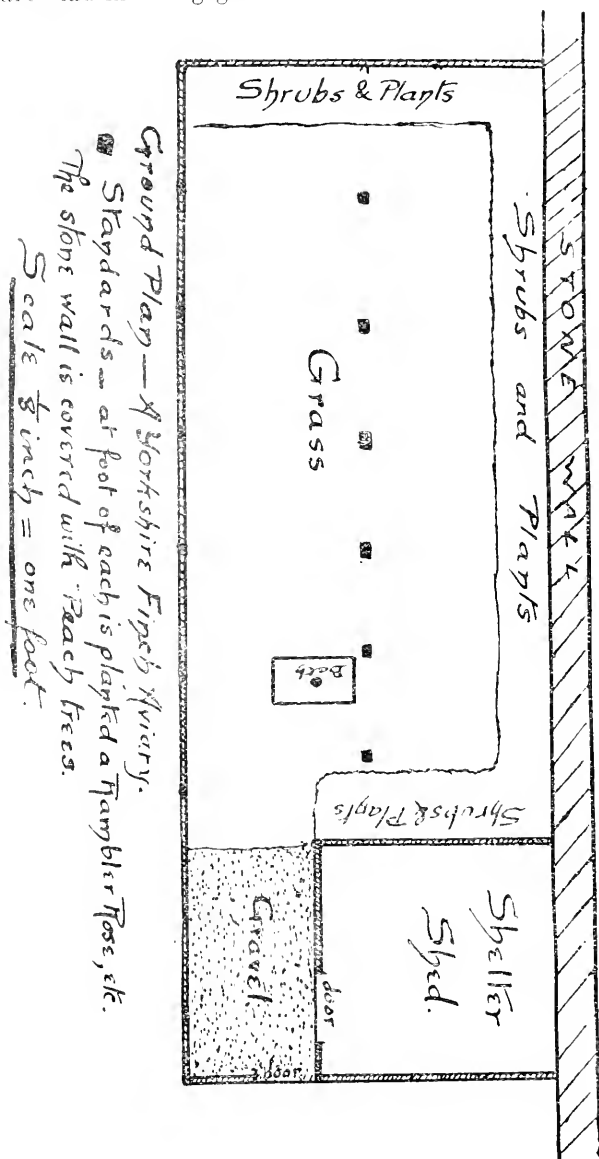 Shrubs & Plants
STONE WALL
Shrubs and Plants
Grass
Bath
Shrubs & Plants
Shelter
Shed.
door
Gravel
door
Ground Plan — A Yorkshire Finch Aviary.
Standards — at foot of each is planted a Rambler Rose, etc.
The stone wall is covered with Peach trees.
Scale 1/8 inch = one foot.